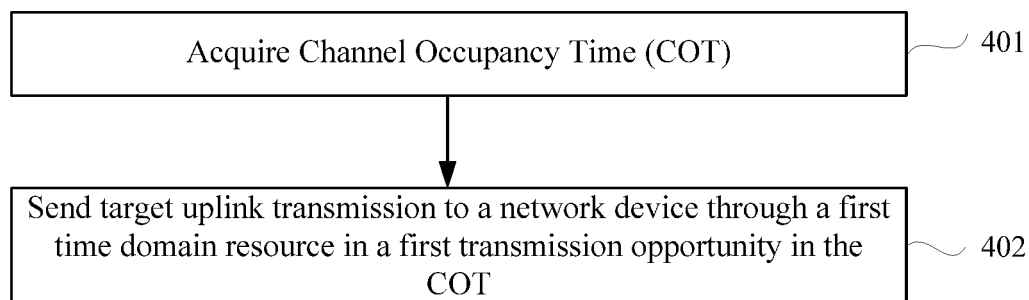 Acquire Channel Occupancy Time (COT)
401
Send target uplink transmission to a network device through a first
time domain resource in a first transmission opportunity in the
COT
402